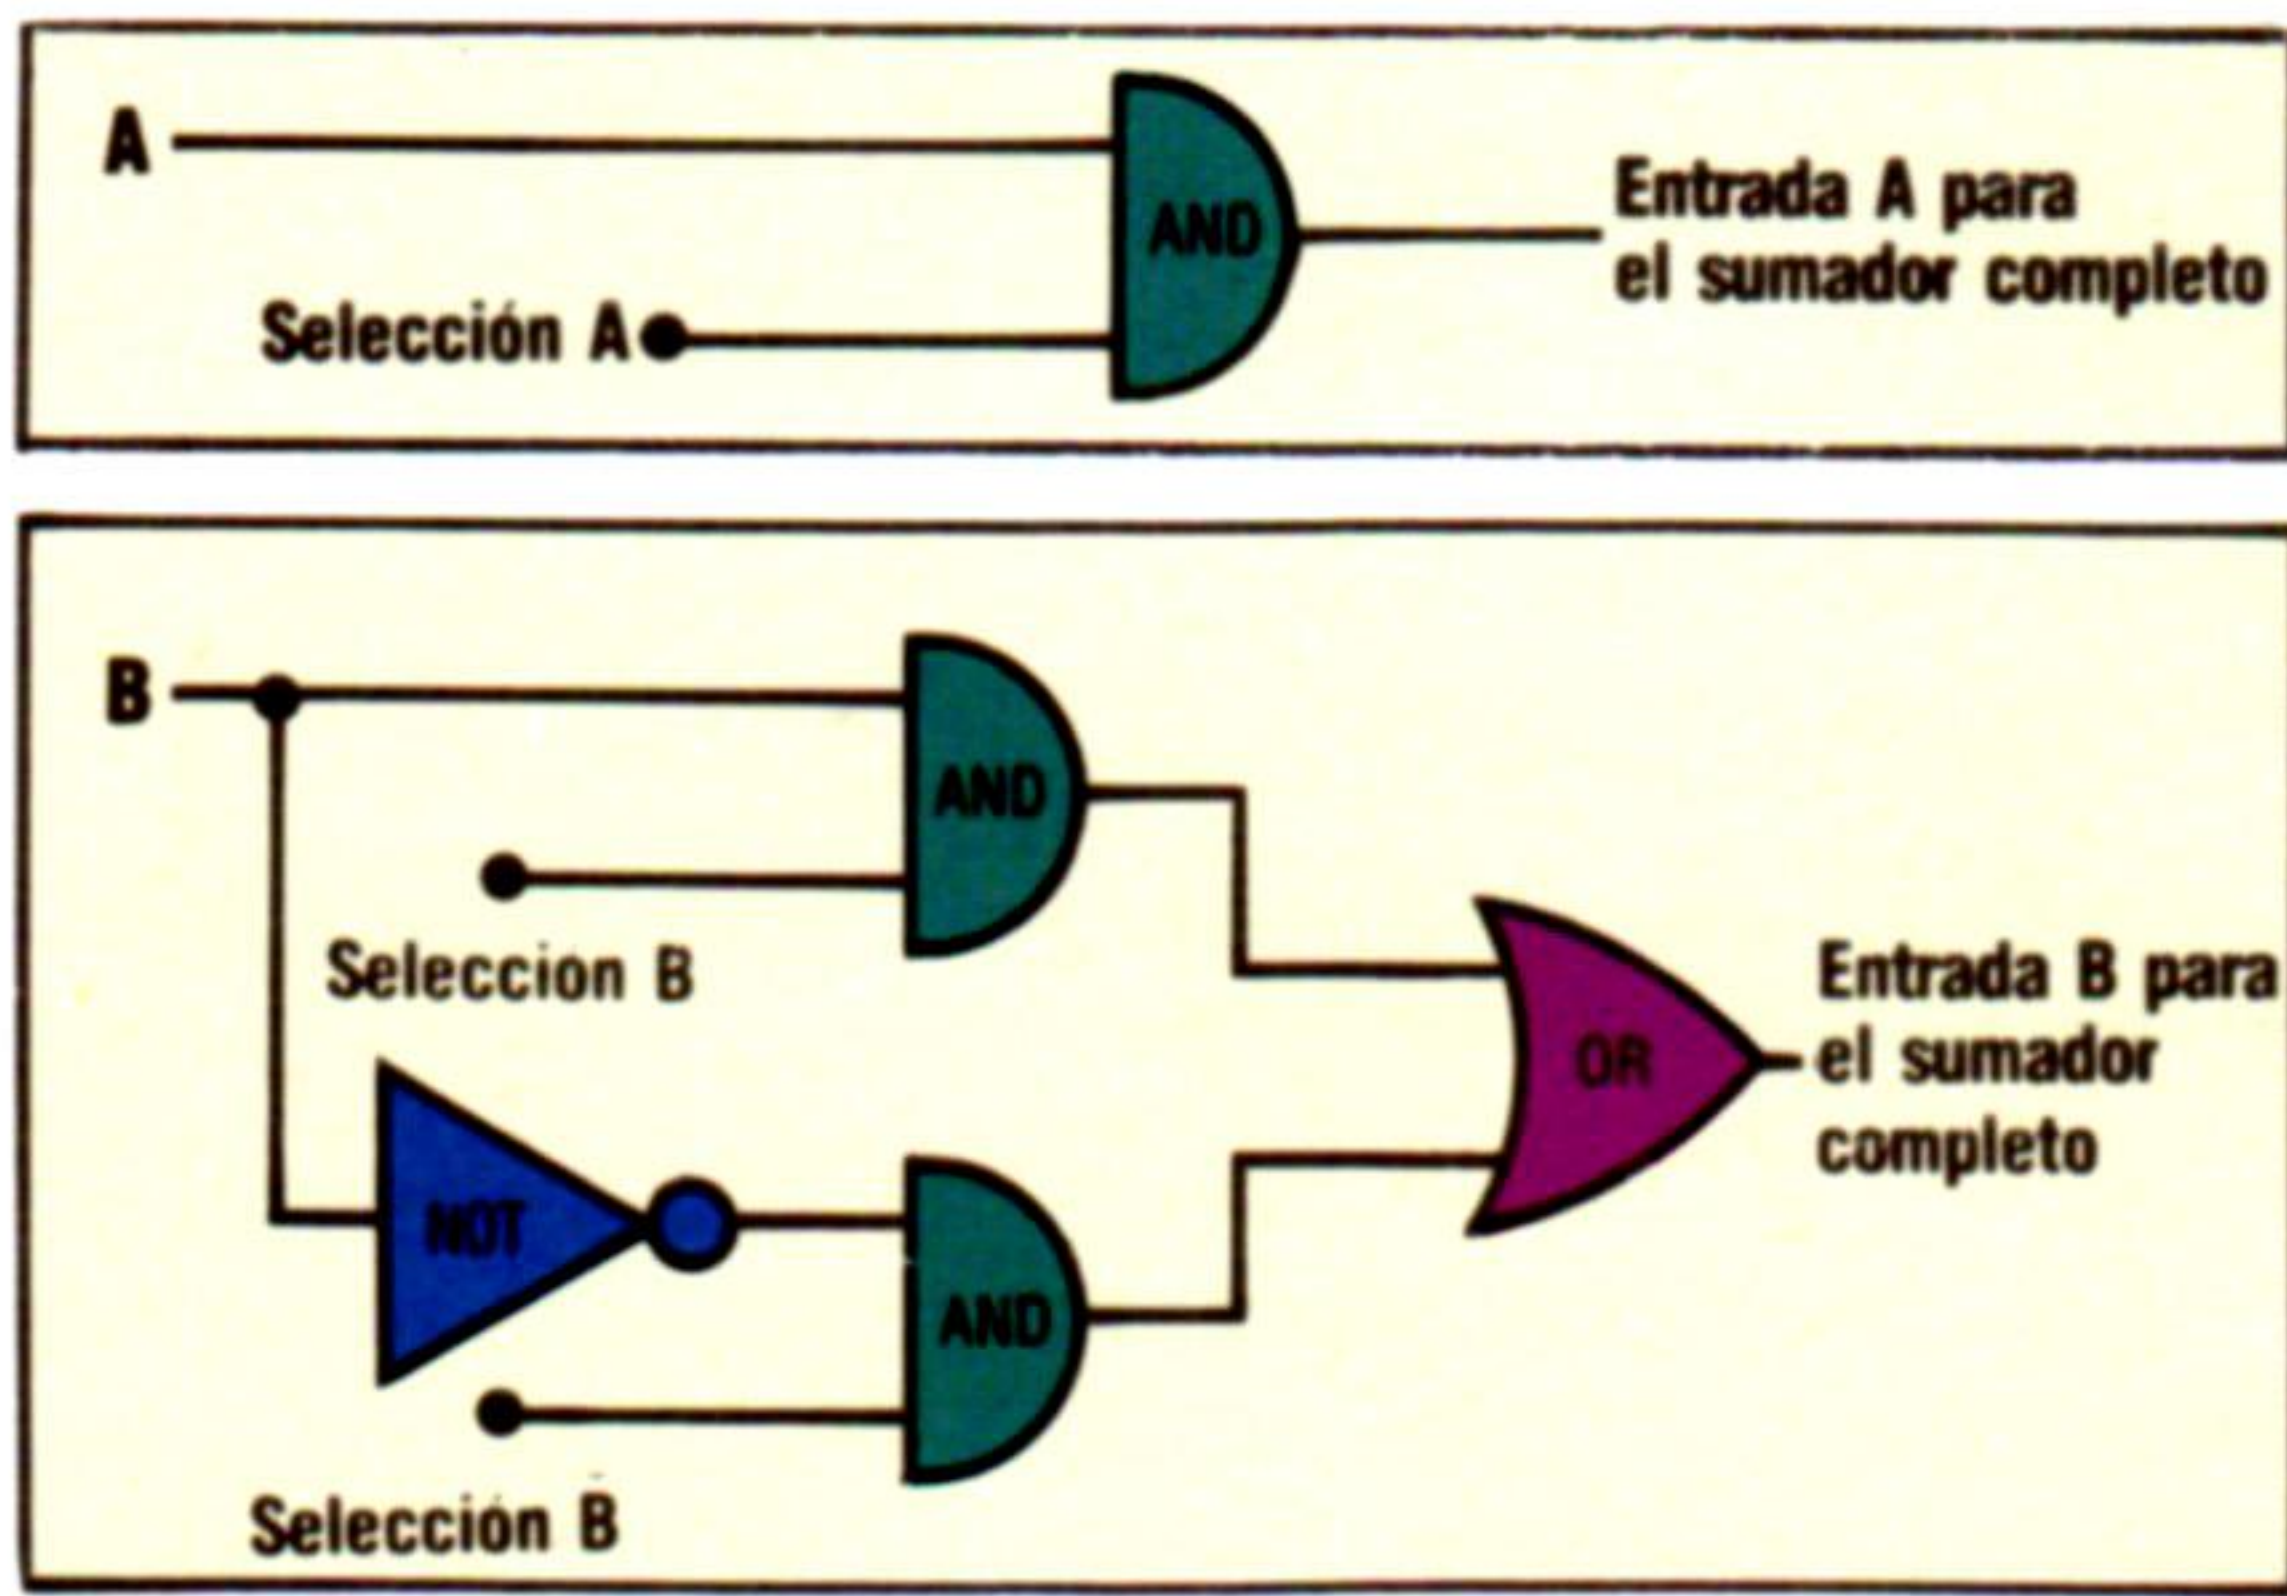 A
AND
Entrada A para
el sumador completo
Selección A
B
AND
Seleccion B
NOT
AND
Selección B
OR
Entrada B para
el sumador
completo